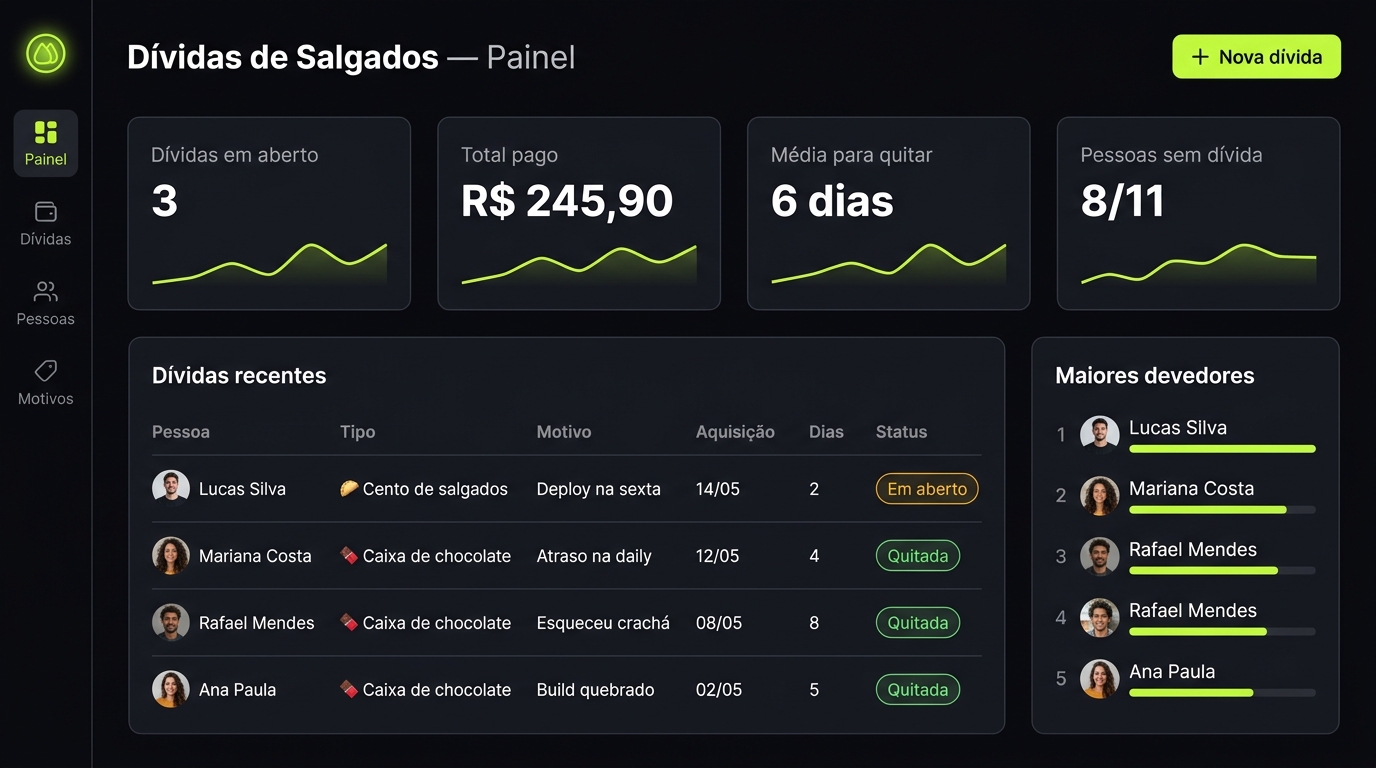 Dívidas de Salgados — Painel
+ Nova dívida
Painel
Dívidas
Pessoas
Motivos
Dívidas em aberto
3
Total pago
R$ 245,90
Média para quitar
6 dias
Pessoas sem dívida
8/11
Dívidas recentes
Pessoa Tipo Motivo Aquisição Dias Status
Lucas Silva Cento de salgados Deploy na sexta 14/05 2 Em aberto
Mariana Costa Caixa de chocolate Atraso na daily 12/05 4 Quitada
Rafael Mendes Caixa de chocolate Esqueceu crachá 08/05 8 Quitada
Ana Paula Caixa de chocolate Build quebrado 02/05 5 Quitada
Maiores devedores
1 Lucas Silva
2 Mariana Costa
3 Rafael Mendes
4 Rafael Mendes
5 Ana Paula